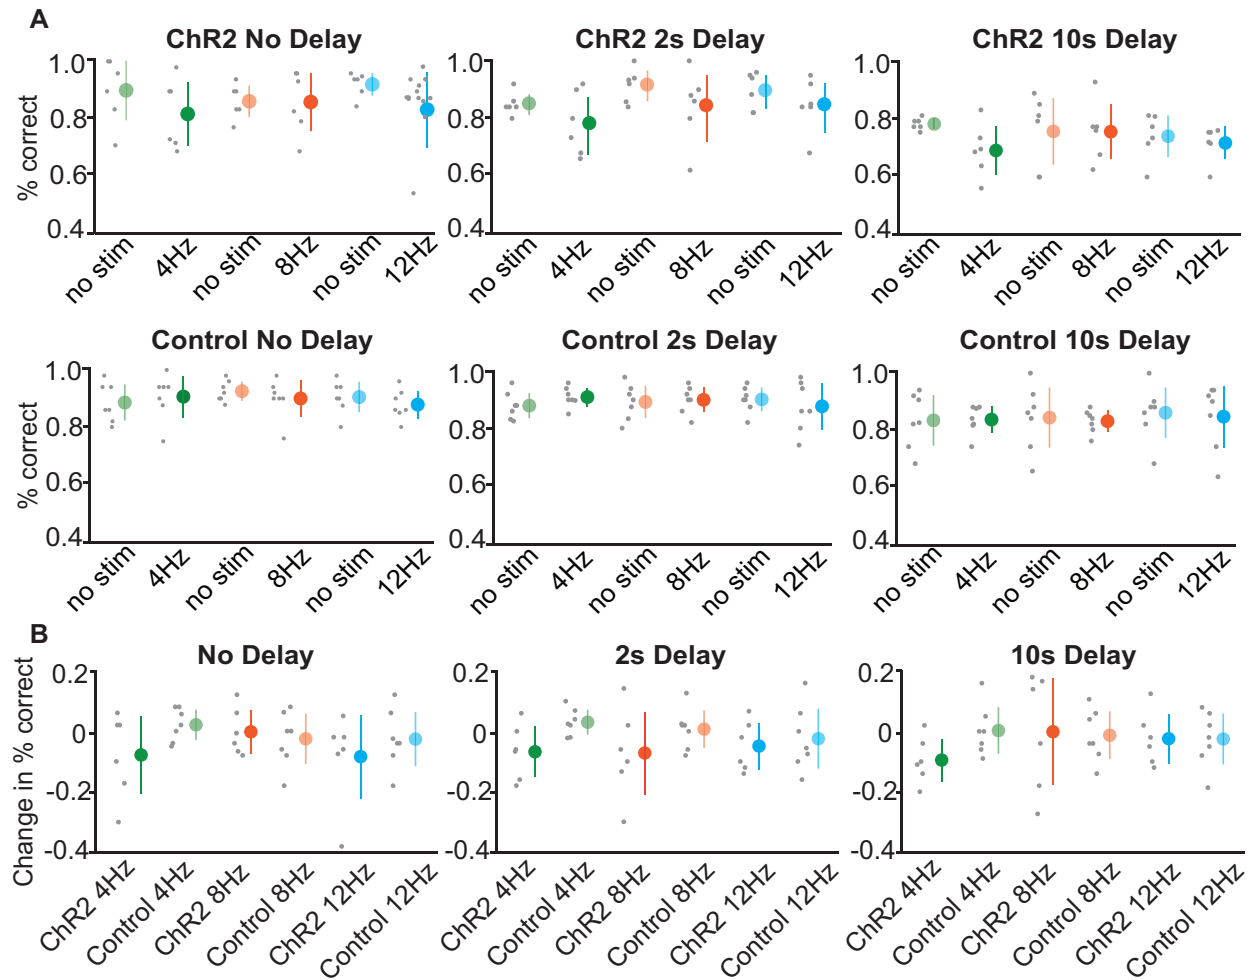 A
ChR2 No Delay
ChR2 2s Delay
ChR2 10s Delay
% correct
1.0
0.8
0.6
0.4
no stim
4Hz
no stim
8Hz
no stim
12Hz
1.0
0.8
0.6
0.4
no stim
4Hz
no stim
8Hz
no stim
12Hz
1.0
0.8
0.6
0.4
no stim
4Hz
no stim
8Hz
no stim
12Hz
Control No Delay
Control 2s Delay
Control 10s Delay
% correct
1.0
0.8
0.6
0.4
no stim
4Hz
no stim
8Hz
no stim
12Hz
1.0
0.8
0.6
0.4
no stim
4Hz
no stim
8Hz
no stim
12Hz
1.0
0.8
0.6
0.4
no stim
4Hz
no stim
8Hz
no stim
12Hz
B
No Delay
2s Delay
10s Delay
Change in % correct
0.2
0
-0.2
-0.4
ChR2 4Hz
Control 4Hz
ChR2 8Hz
Control 8Hz
ChR2 12Hz
Control 12Hz
0.2
0
-0.2
-0.4
ChR2 4Hz
Control 4Hz
ChR2 8Hz
Control 8Hz
ChR2 12Hz
Control 12Hz
0.2
0
-0.2
-0.4
ChR2 4Hz
Control 4Hz
ChR2 8Hz
Control 8Hz
ChR2 12Hz
Control 12Hz